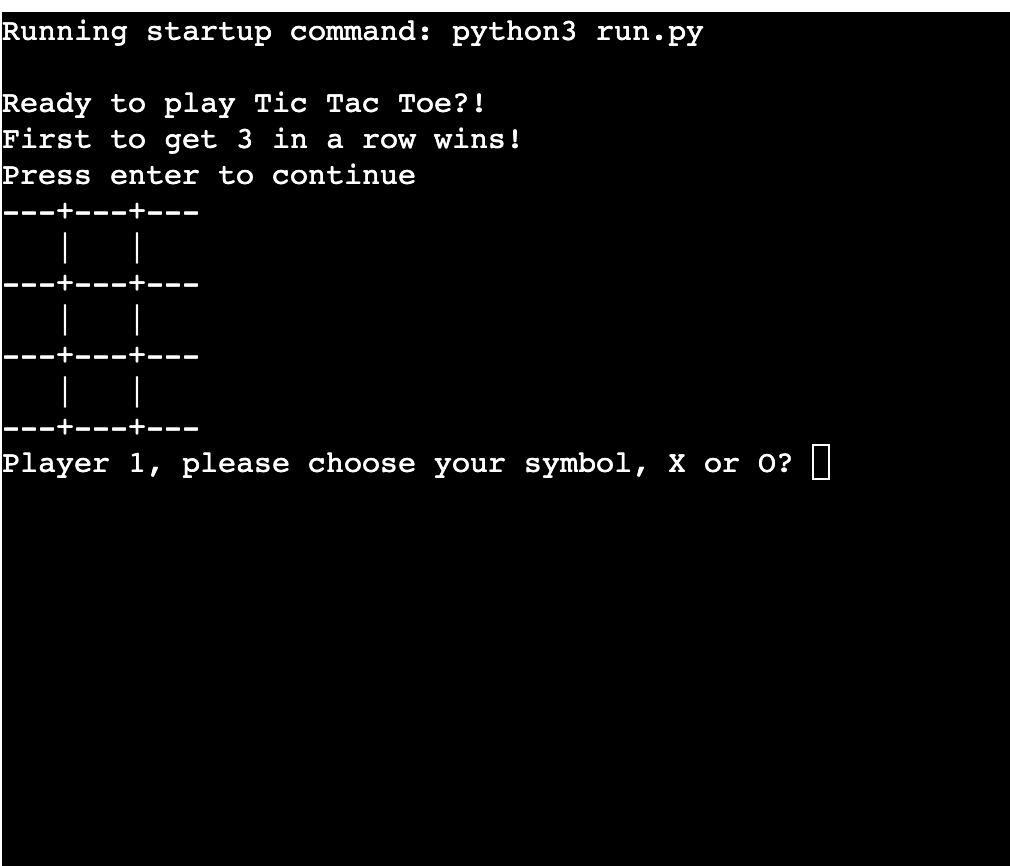 Running startup command: python3 run.py
Ready to play Tic Tac Toe?!
First to get 3 in a row wins!
Press enter to continue
---+---+---
   |   |
---+---+---
   |   |
---+---+---
   |   |
---+---+---
Player 1, please choose your symbol, X or O?